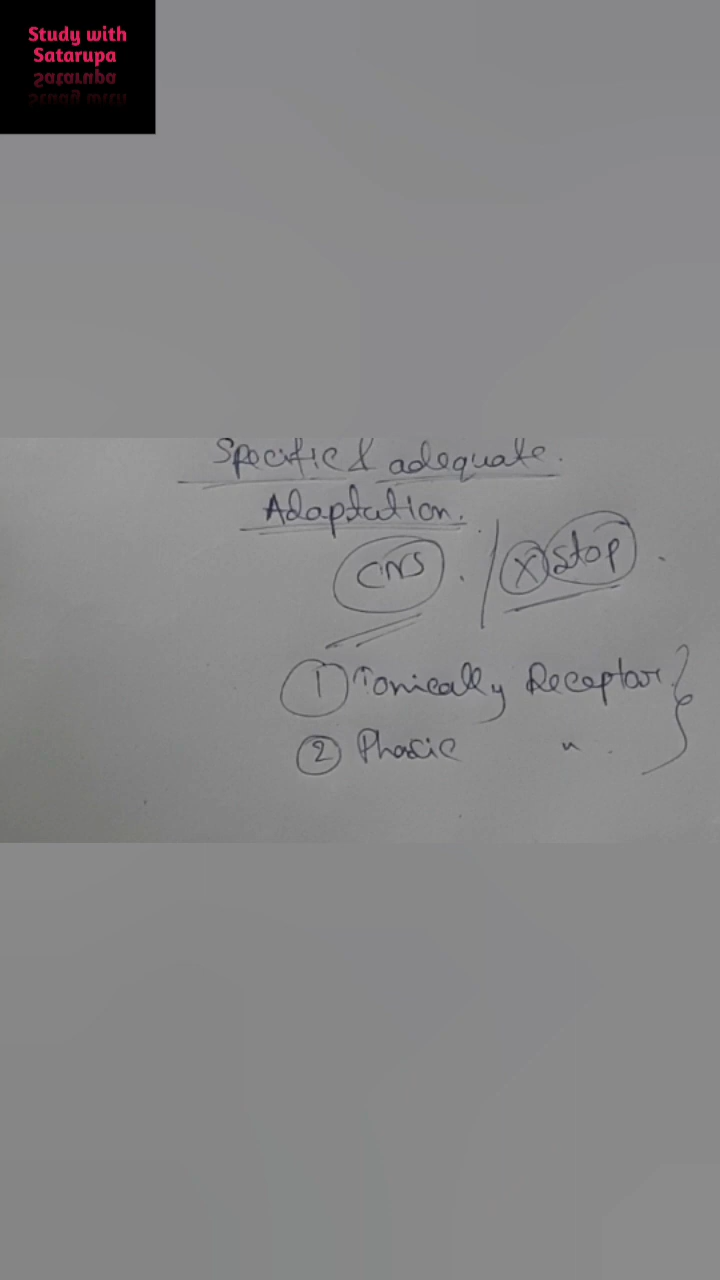 Study with
Satarupa
Specific & adequate.
Adaptation.
CNS. / X Stop.
① Tonically Receptor. }
② Phasic " .